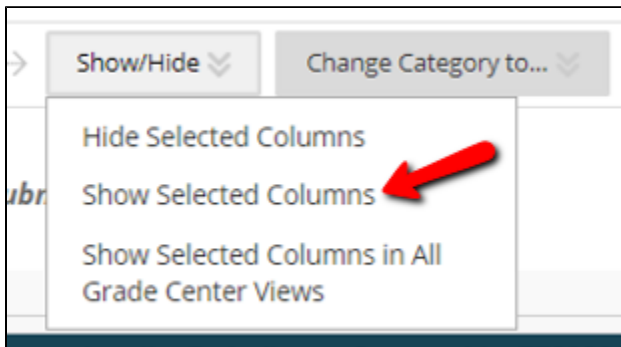 Show/Hide Change Category to...
Hide Selected Columns
Show Selected Columns
Show Selected Columns in All
Grade Center Views